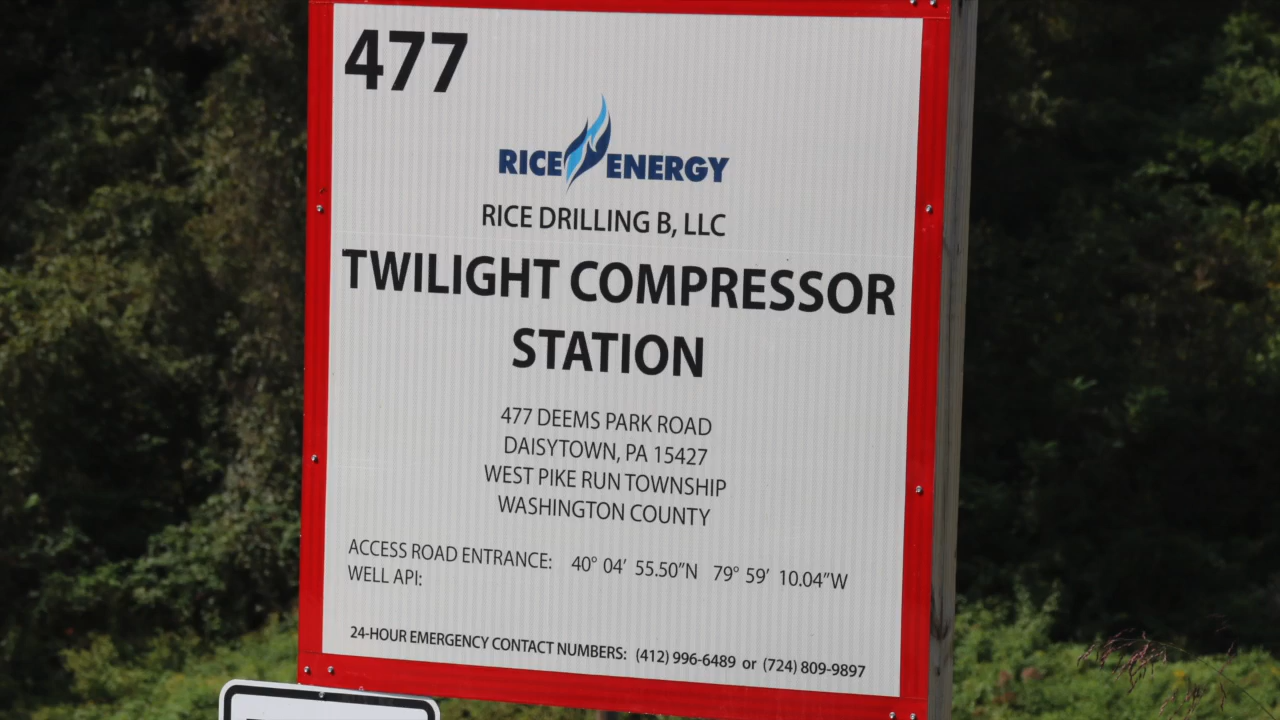 477
RICE ENERGY
RICE DRILLING B, LLC
TWILIGHT COMPRESSOR
STATION
477 DEEMS PARK ROAD
DAISYTOWN, PA 15427
WEST PIKE RUN TOWNSHIP
WASHINGTON COUNTY
ACCESS ROAD ENTRANCE: 40° 04' 55.50"N 79° 59' 10.04"W
WELL API:
24-HOUR EMERGENCY CONTACT NUMBERS: (412) 996-6489 or (724) 809-9897